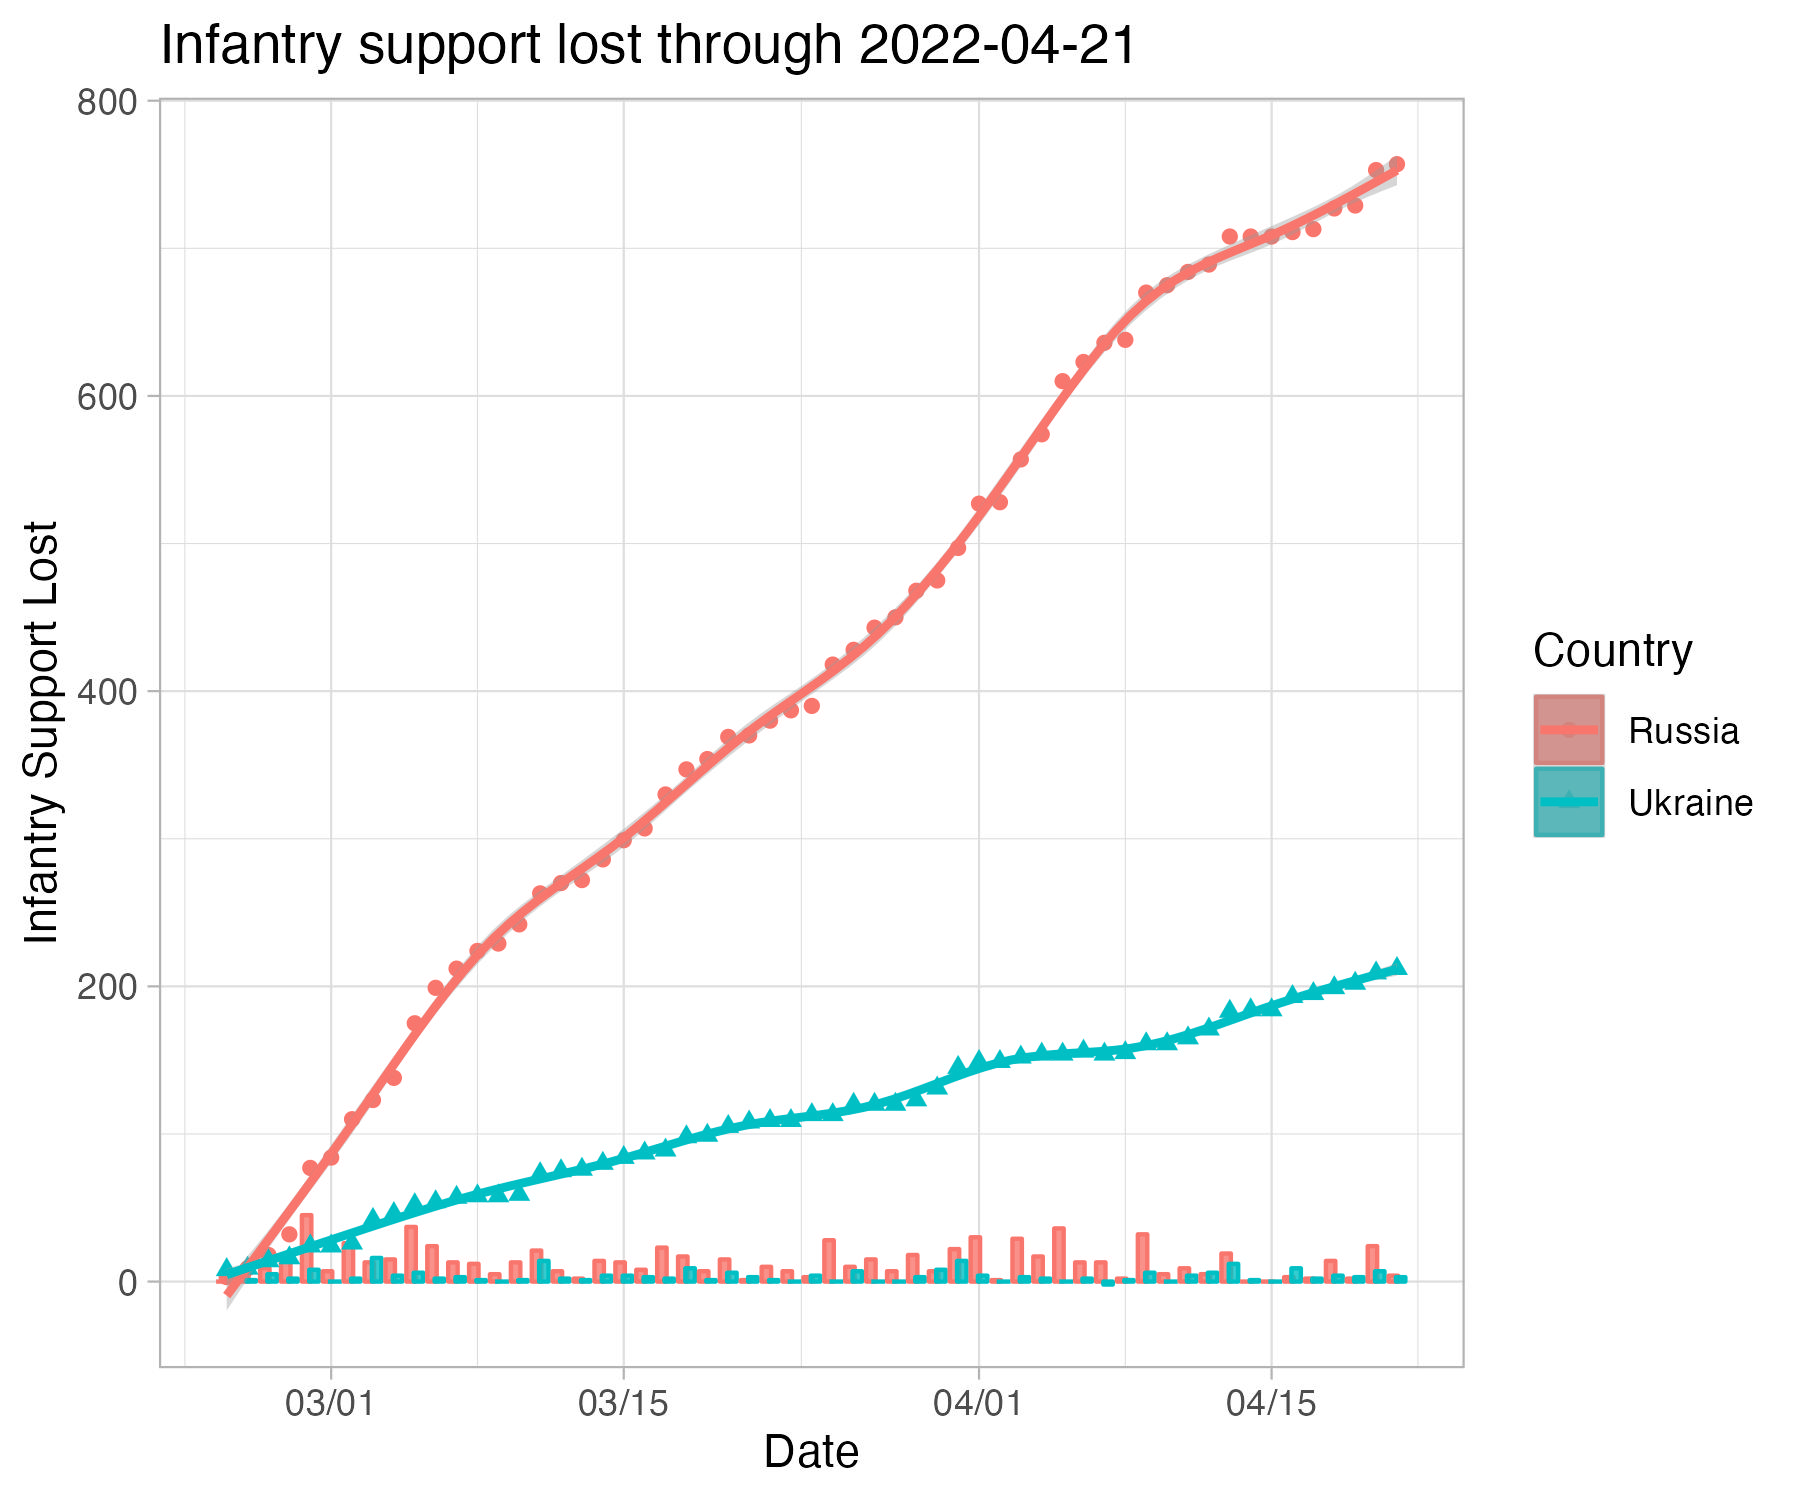 Infantry support lost through 2022-04-21
800
600
400
200
0
Infantry Support Lost
03/01
03/15
04/01
04/15
Date
Country
Russia
Ukraine